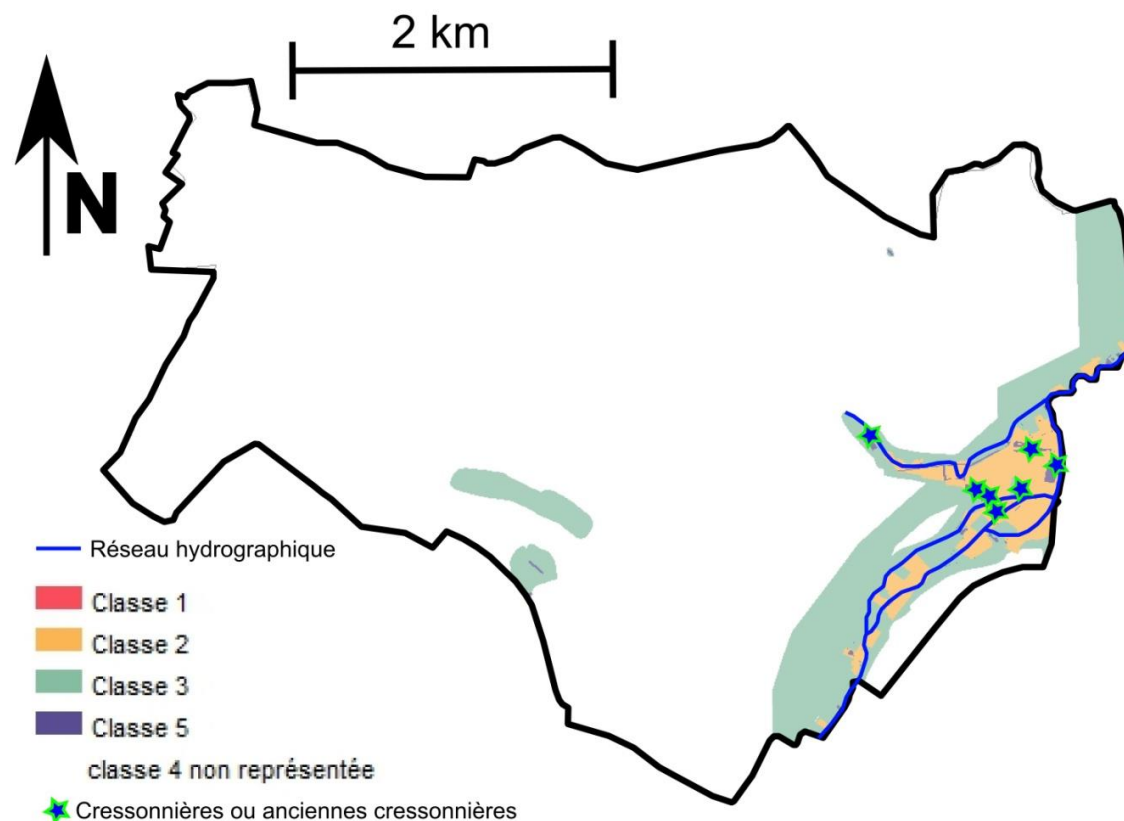 2 km
N
Réseau hydrographique
Classe 1
Classe 2
Classe 3
Classe 5
classe 4 non représentée
Cressonnières ou anciennes cressonnières